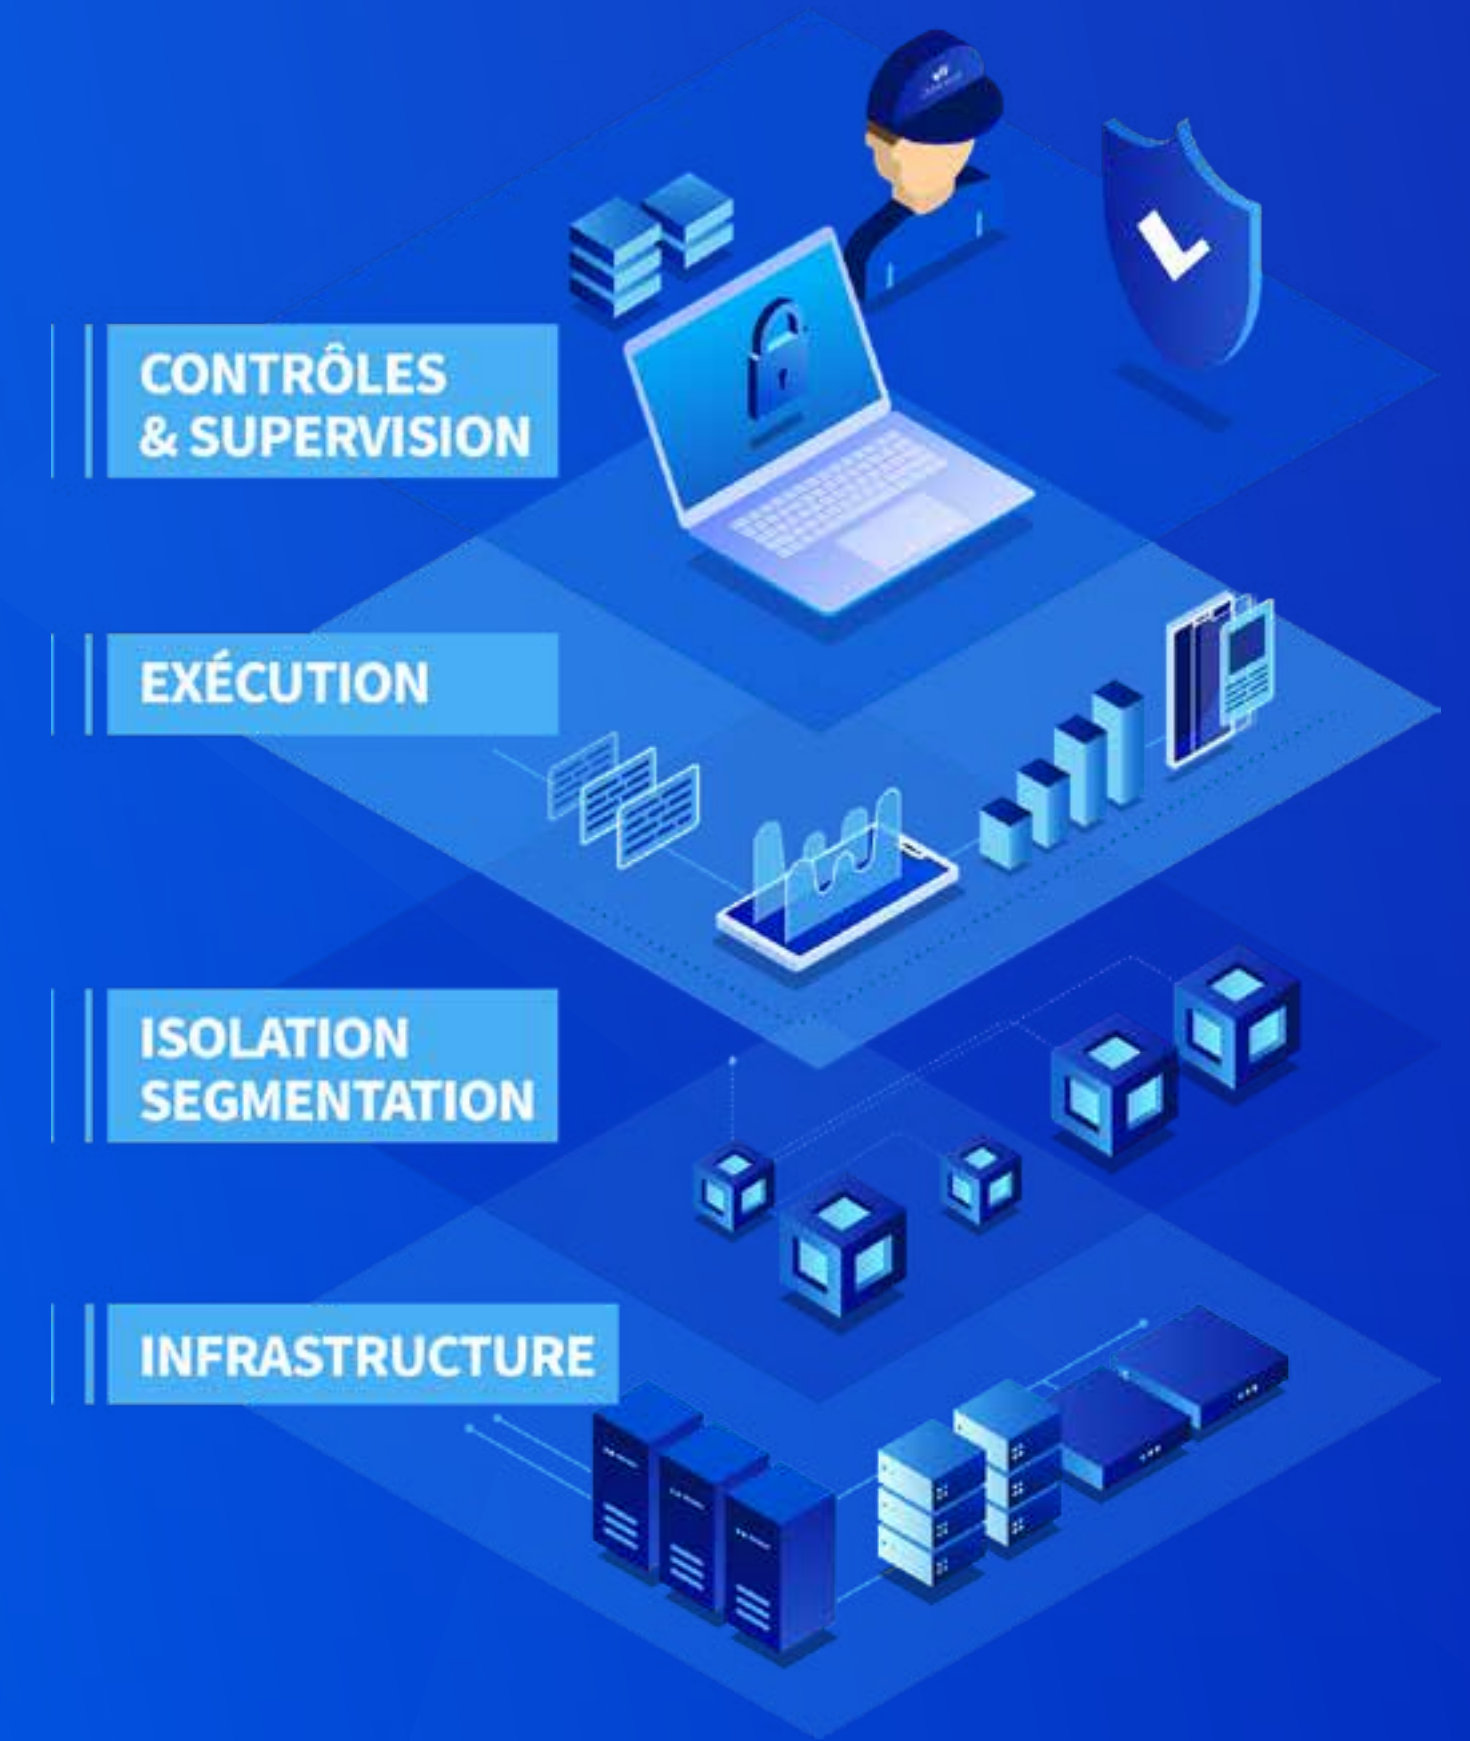 CONTRÔLES
& SUPERVISION
EXÉCUTION
ISOLATION
SEGMENTATION
INFRASTRUCTURE